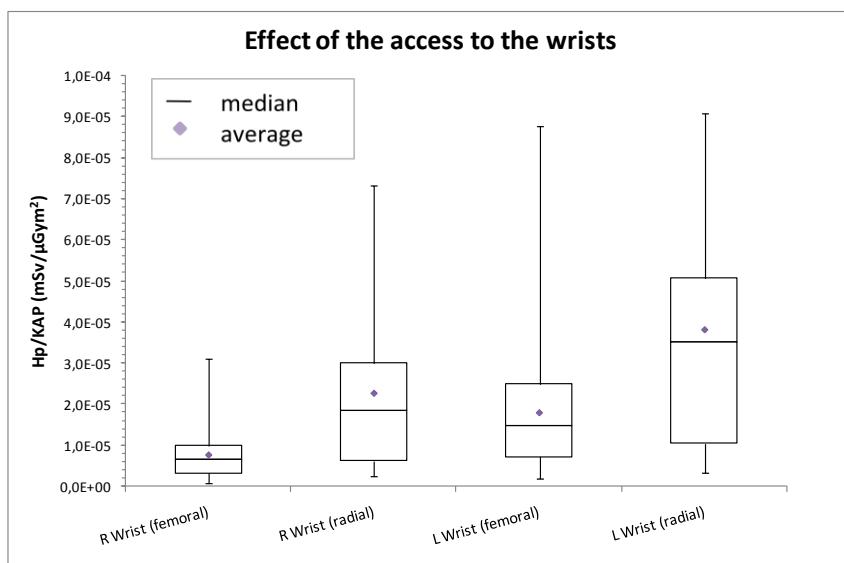 Effect of the access to the wrists
median
average
Hp/KAP (mSv/µGym²)
1,0E-04
9,0E-05
8,0E-05
7,0E-05
6,0E-05
5,0E-05
4,0E-05
3,0E-05
2,0E-05
1,0E-05
0,0E+00
R Wrist (femoral)
R Wrist (radial)
L Wrist (femoral)
L Wrist (radial)